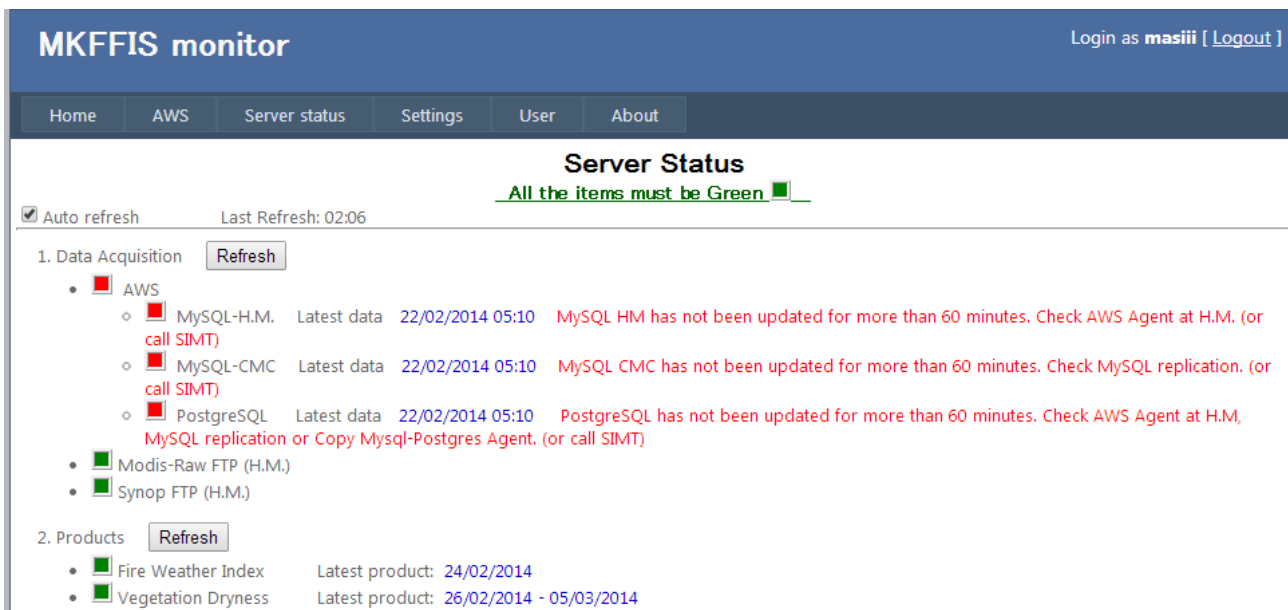 MKFFIS monitor
Login as masiii [ Logout ]
Home AWS Server status Settings User About
Server Status
All the items must be Green
Auto refresh Last Refresh: 02:06
1. Data Acquisition Refresh
AWS
MySQL-H.M. Latest data 22/02/2014 05:10 MySQL HM has not been updated for more than 60 minutes. Check AWS Agent at H.M. (or
call SIMT)
MySQL-CMC Latest data 22/02/2014 05:10 MySQL CMC has not been updated for more than 60 minutes. Check MySQL replication. (or
call SIMT)
PostgreSQL Latest data 22/02/2014 05:10 PostgreSQL has not been updated for more than 60 minutes. Check AWS Agent at H.M,
MySQL replication or Copy Mysql-Postgres Agent. (or call SIMT)
Modis-Raw FTP (H.M.)
Synop FTP (H.M.)
2. Products Refresh
Fire Weather Index Latest product: 24/02/2014
Vegetation Dryness Latest product: 26/02/2014 - 05/03/2014